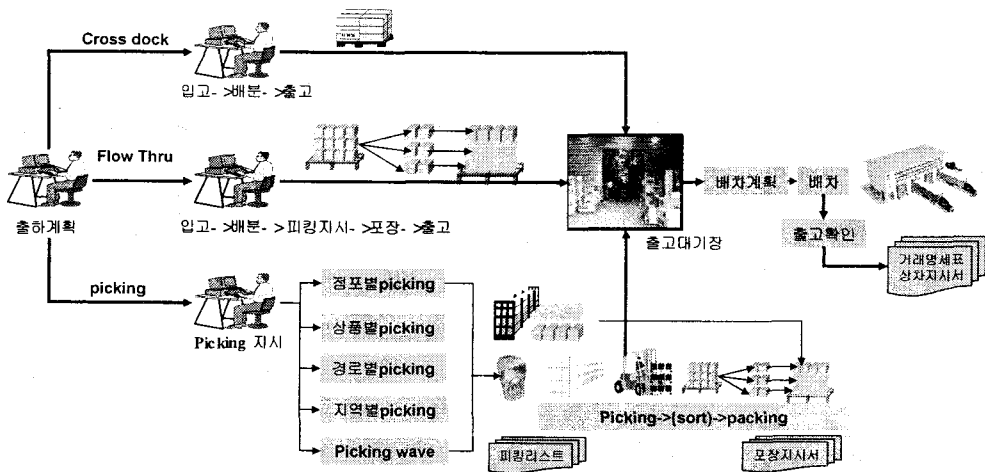 Cross dock
입고- >배분- >출고
Flow Thru
출하계획
입고- >배분- > 피킹지시- >포장- >출고
출고대기장
배차계획
배차
출고확인
거래명세표
상차지시서
picking
Picking 지시
점포별picking
상품별picking
경로별picking
지역별picking
Picking wave
Picking->(sort)->packing
피킹리스트
포장지시서